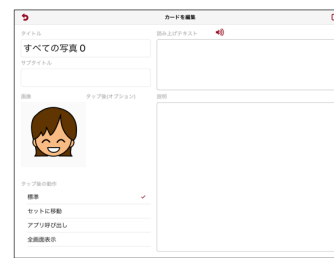 カードを編集
タイトル
すべての写真 0
サブタイトル
画像
タップ後(オプション)
タップ後の動作
標準
セットに移動
アプリ呼び出し
全画面表示
読み上げテキスト
説明